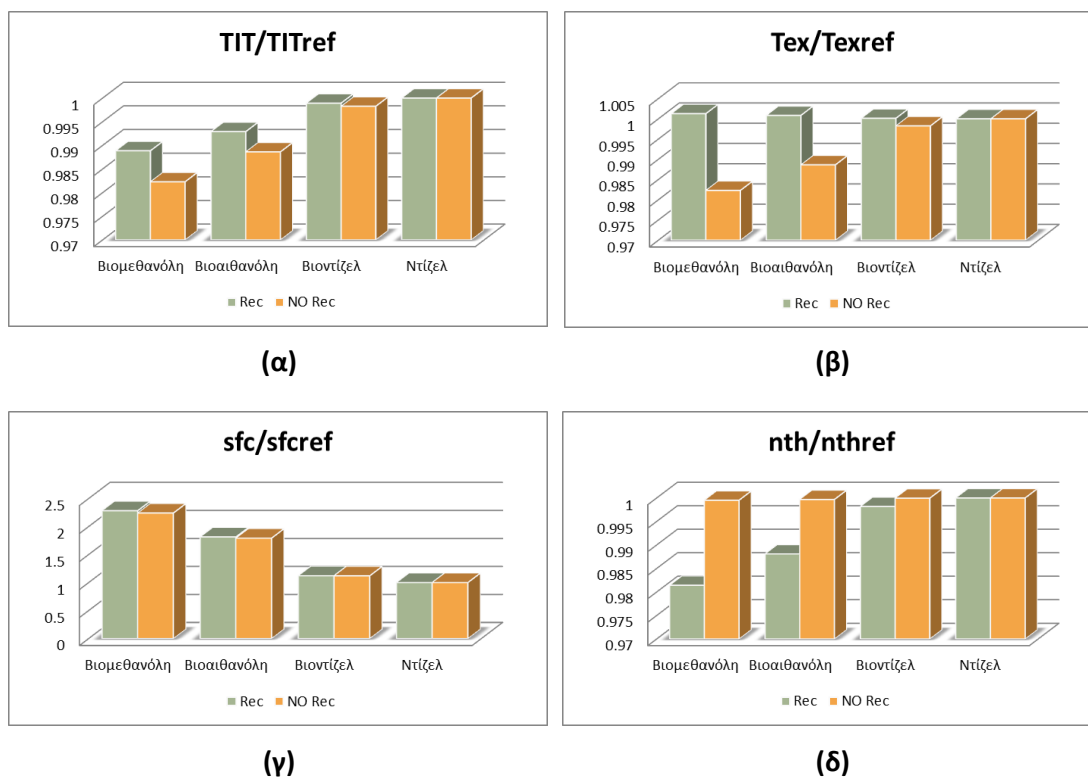 TIT/TITref
1
0.995
0.99
0.985
0.98
0.975
0.97
Βιομεθανόλη Βιοαιθανόλη Βιοντίζελ Ντίζελ
Rec NO Rec
(α)
Tex/Texref
1.005
1
0.995
0.99
0.985
0.98
0.975
0.97
Βιομεθανόλη Βιοαιθανόλη Βιοντίζελ Ντίζελ
Rec NO Rec
(β)
sfc/sfcref
2.5
2
1.5
1
0.5
0
Βιομεθανόλη Βιοαιθανόλη Βιοντίζελ Ντίζελ
Rec NO Rec
(γ)
nth/nthref
1
0.995
0.99
0.985
0.98
0.975
0.97
Βιομεθανόλη Βιοαιθανόλη Βιοντίζελ Ντίζελ
Rec NO Rec
(δ)